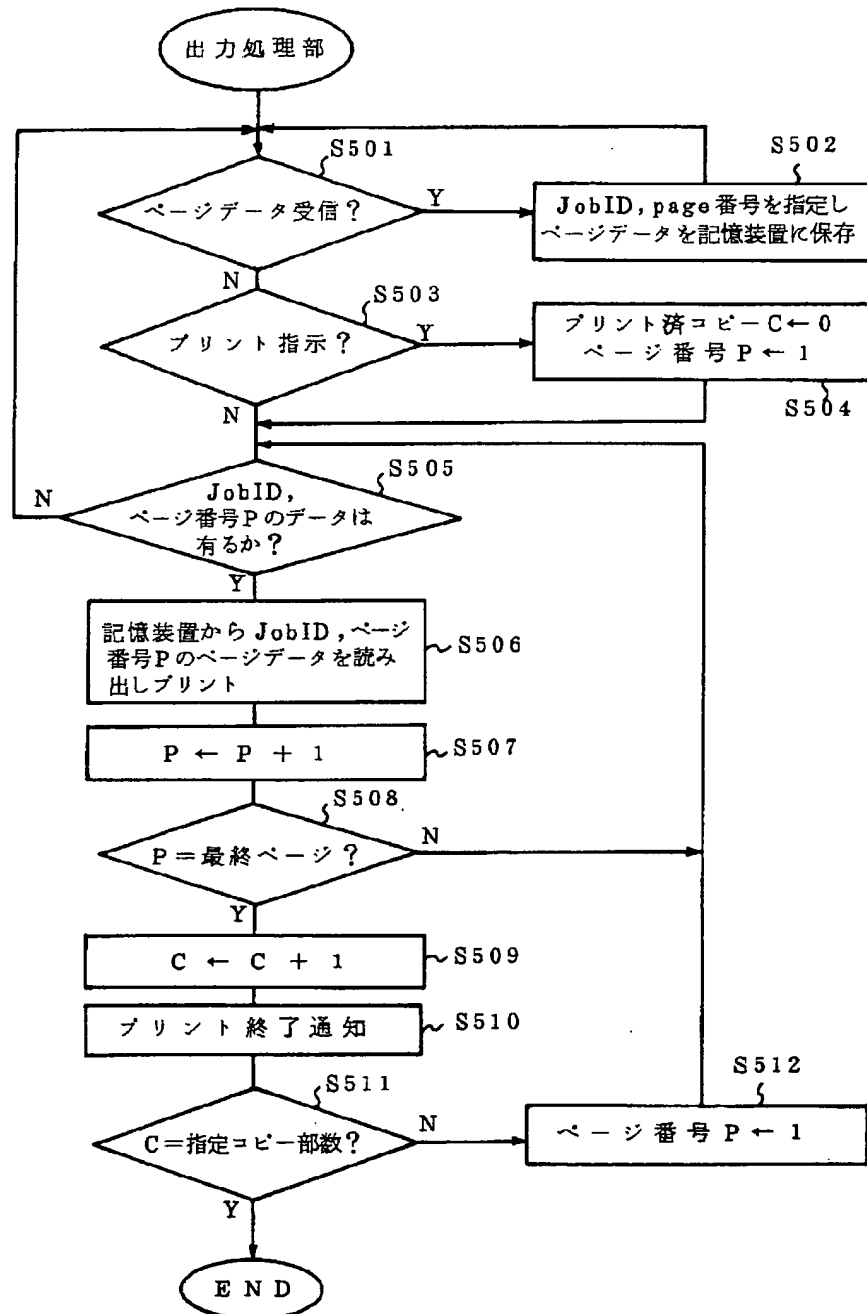 出力処理部
S501
ページデータ受信?
Y
N
S502
JobID,page番号を指定し
ページデータを記憶装置に保存
S503
プリント指示?
Y
N
プリント済コピーC←0
ページ番号P←1
S504
S505
JobID,
ページ番号Pのデータは
有るか?
N
Y
記憶装置からJobID,ページ
番号Pのページデータを読み
出しプリント
S506
P ← P + 1
S507
S508
P=最終ページ?
N
Y
C ← C + 1
S509
プリント終了通知
S510
S511
C=指定コピー部数?
N
Y
S512
ページ番号P←1
END